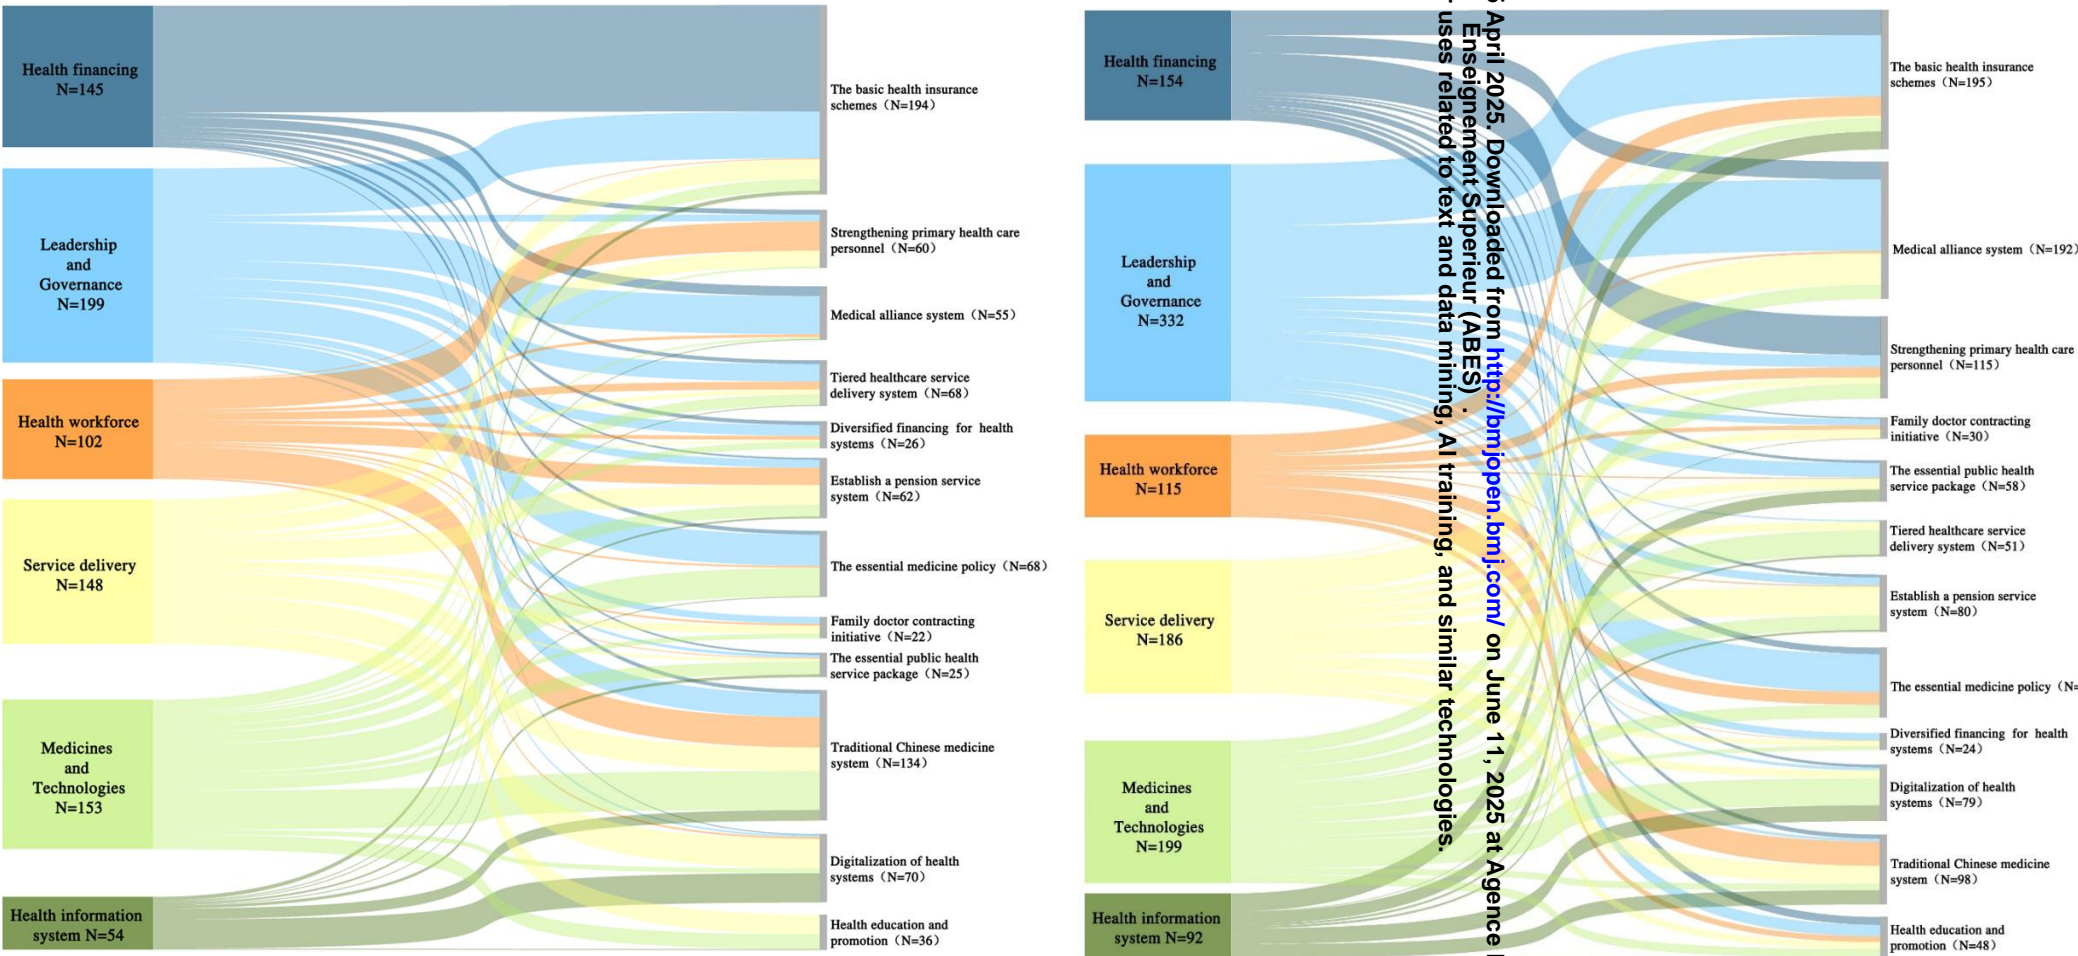 Health financing
N=145
Leadership
and
Governance
N=199
Health workforce
N=102
Service delivery
N=148
Medicines
and
Technologies
N=153
Health information
system N=54
The basic health insurance
schemes（N=194）
Strengthening primary health care
personnel（N=60）
Medical alliance system（N=55）
Tiered healthcare service
delivery system（N=68）
Diversified financing for health
systems（N=26）
Establish a pension service
system（N=62）
The essential medicine policy（N=68）
Family doctor contracting
initiative（N=22）
The essential public health
service package（N=25）
Traditional Chinese medicine
system（N=134）
Digitalization of health
systems（N=70）
Health education and
promotion（N=36）
Health financing
N=154
Leadership
and
Governance
N=332
Health workforce
N=115
Service delivery
N=186
Medicines
and
Technologies
N=199
Health information
system N=92
The basic health insurance
schemes（N=195）
Medical alliance system（N=192）
Strengthening primary health care
personnel（N=115）
Family doctor contracting
initiative（N=30）
The essential public health
service package（N=58）
Tiered healthcare service
delivery system（N=51）
Establish a pension service
system（N=80）
The essential medicine policy（N=
Diversified financing for health
systems（N=24）
Digitalization of health
systems（N=79）
Traditional Chinese medicine
system（N=98）
Health education and
promotion（N=48）
April 2025. Downloaded from http://bmjopen.bmj.com/ on June 11, 2025 at Agence
Enseignement Superieur (ABES) .
uses related to text and data mining, AI training, and similar technologies.